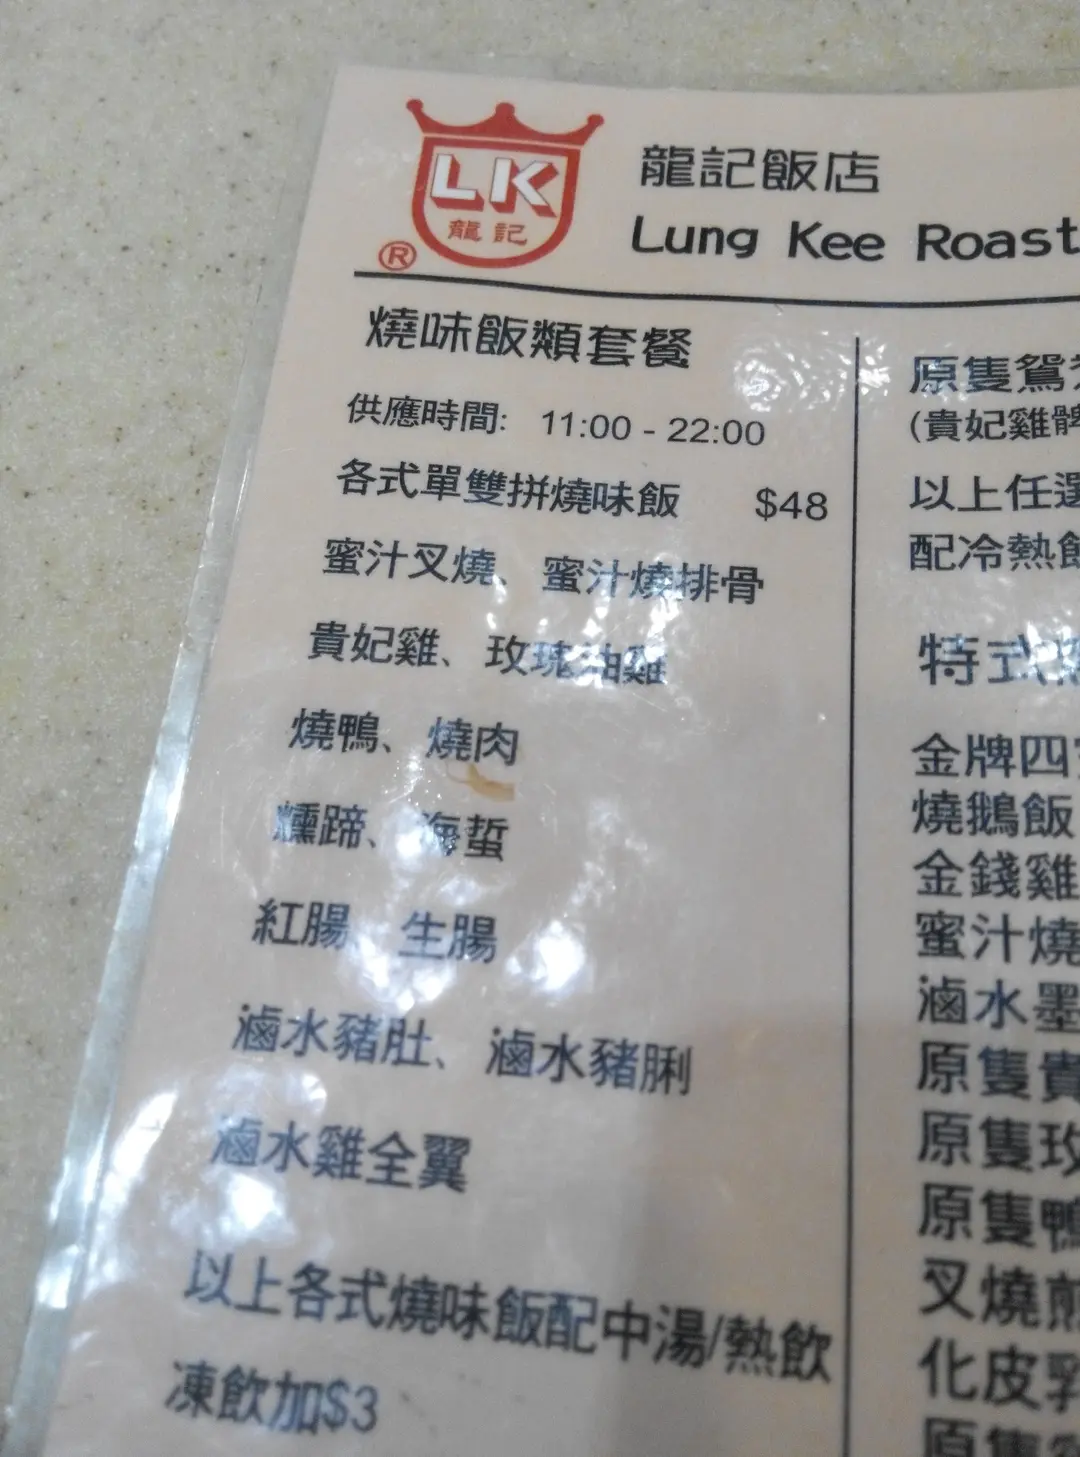 LK
龍記
®
龍記飯店
Lung Kee Roast
燒味飯類套餐
供應時間: 11:00 - 22:00
各式單雙拼燒味飯 $48
蜜汁叉燒、蜜汁燒排骨
貴妃雞、玫瑰油雞
燒鴨、燒肉
燻蹄、海蜇
紅腸、生腸
滷水豬肚、滷水豬脷
滷水雞全翼
以上各式燒味飯配中湯/熱飲
凍飲加$3
原隻鴛
(貴妃雞髀
以上任選
配冷熱飲
特式
金牌四
燒鵝飯
金錢雞
蜜汁燒
滷水墨
原隻貴
原隻玫
原隻鴨
叉燒煎
化皮乳
原隻